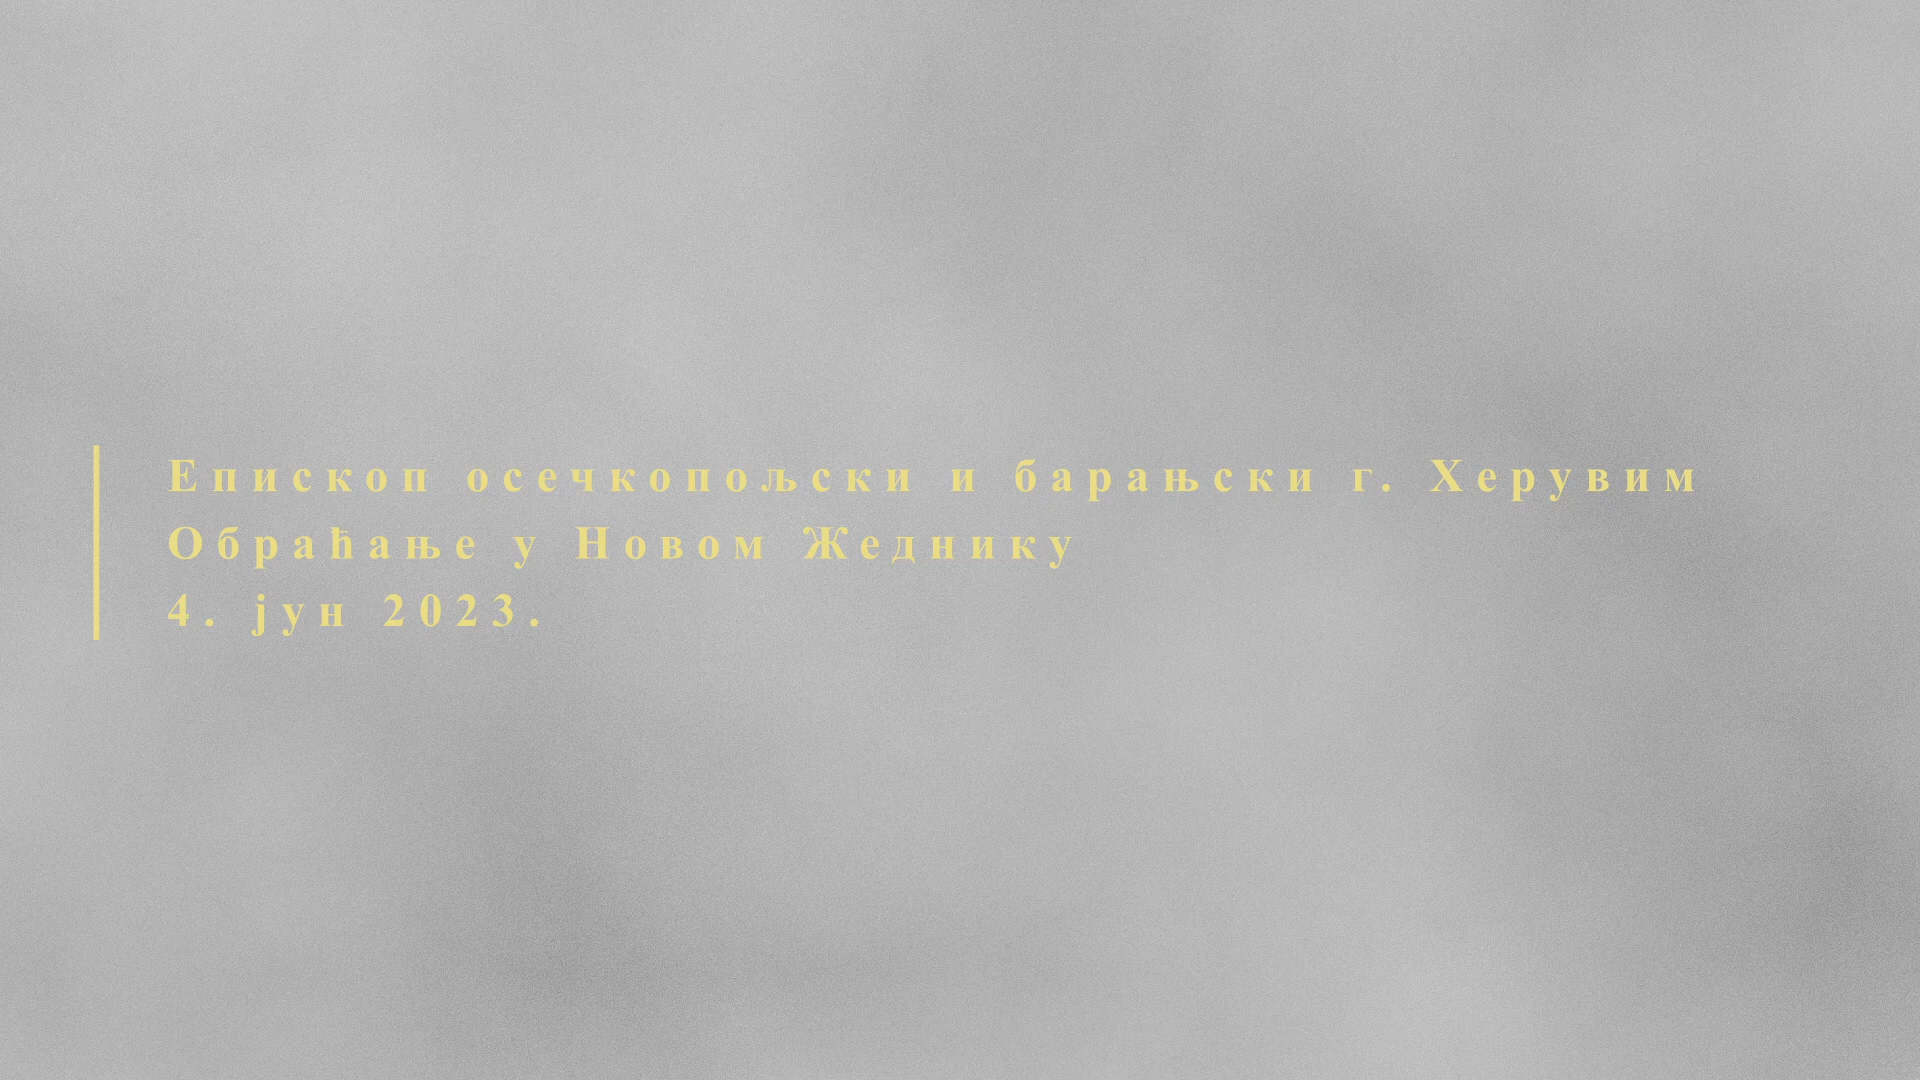 Епископ осечкопољски и барањски г. Херувим
Обраћање у Новом Жеднику
4. јун 2023.